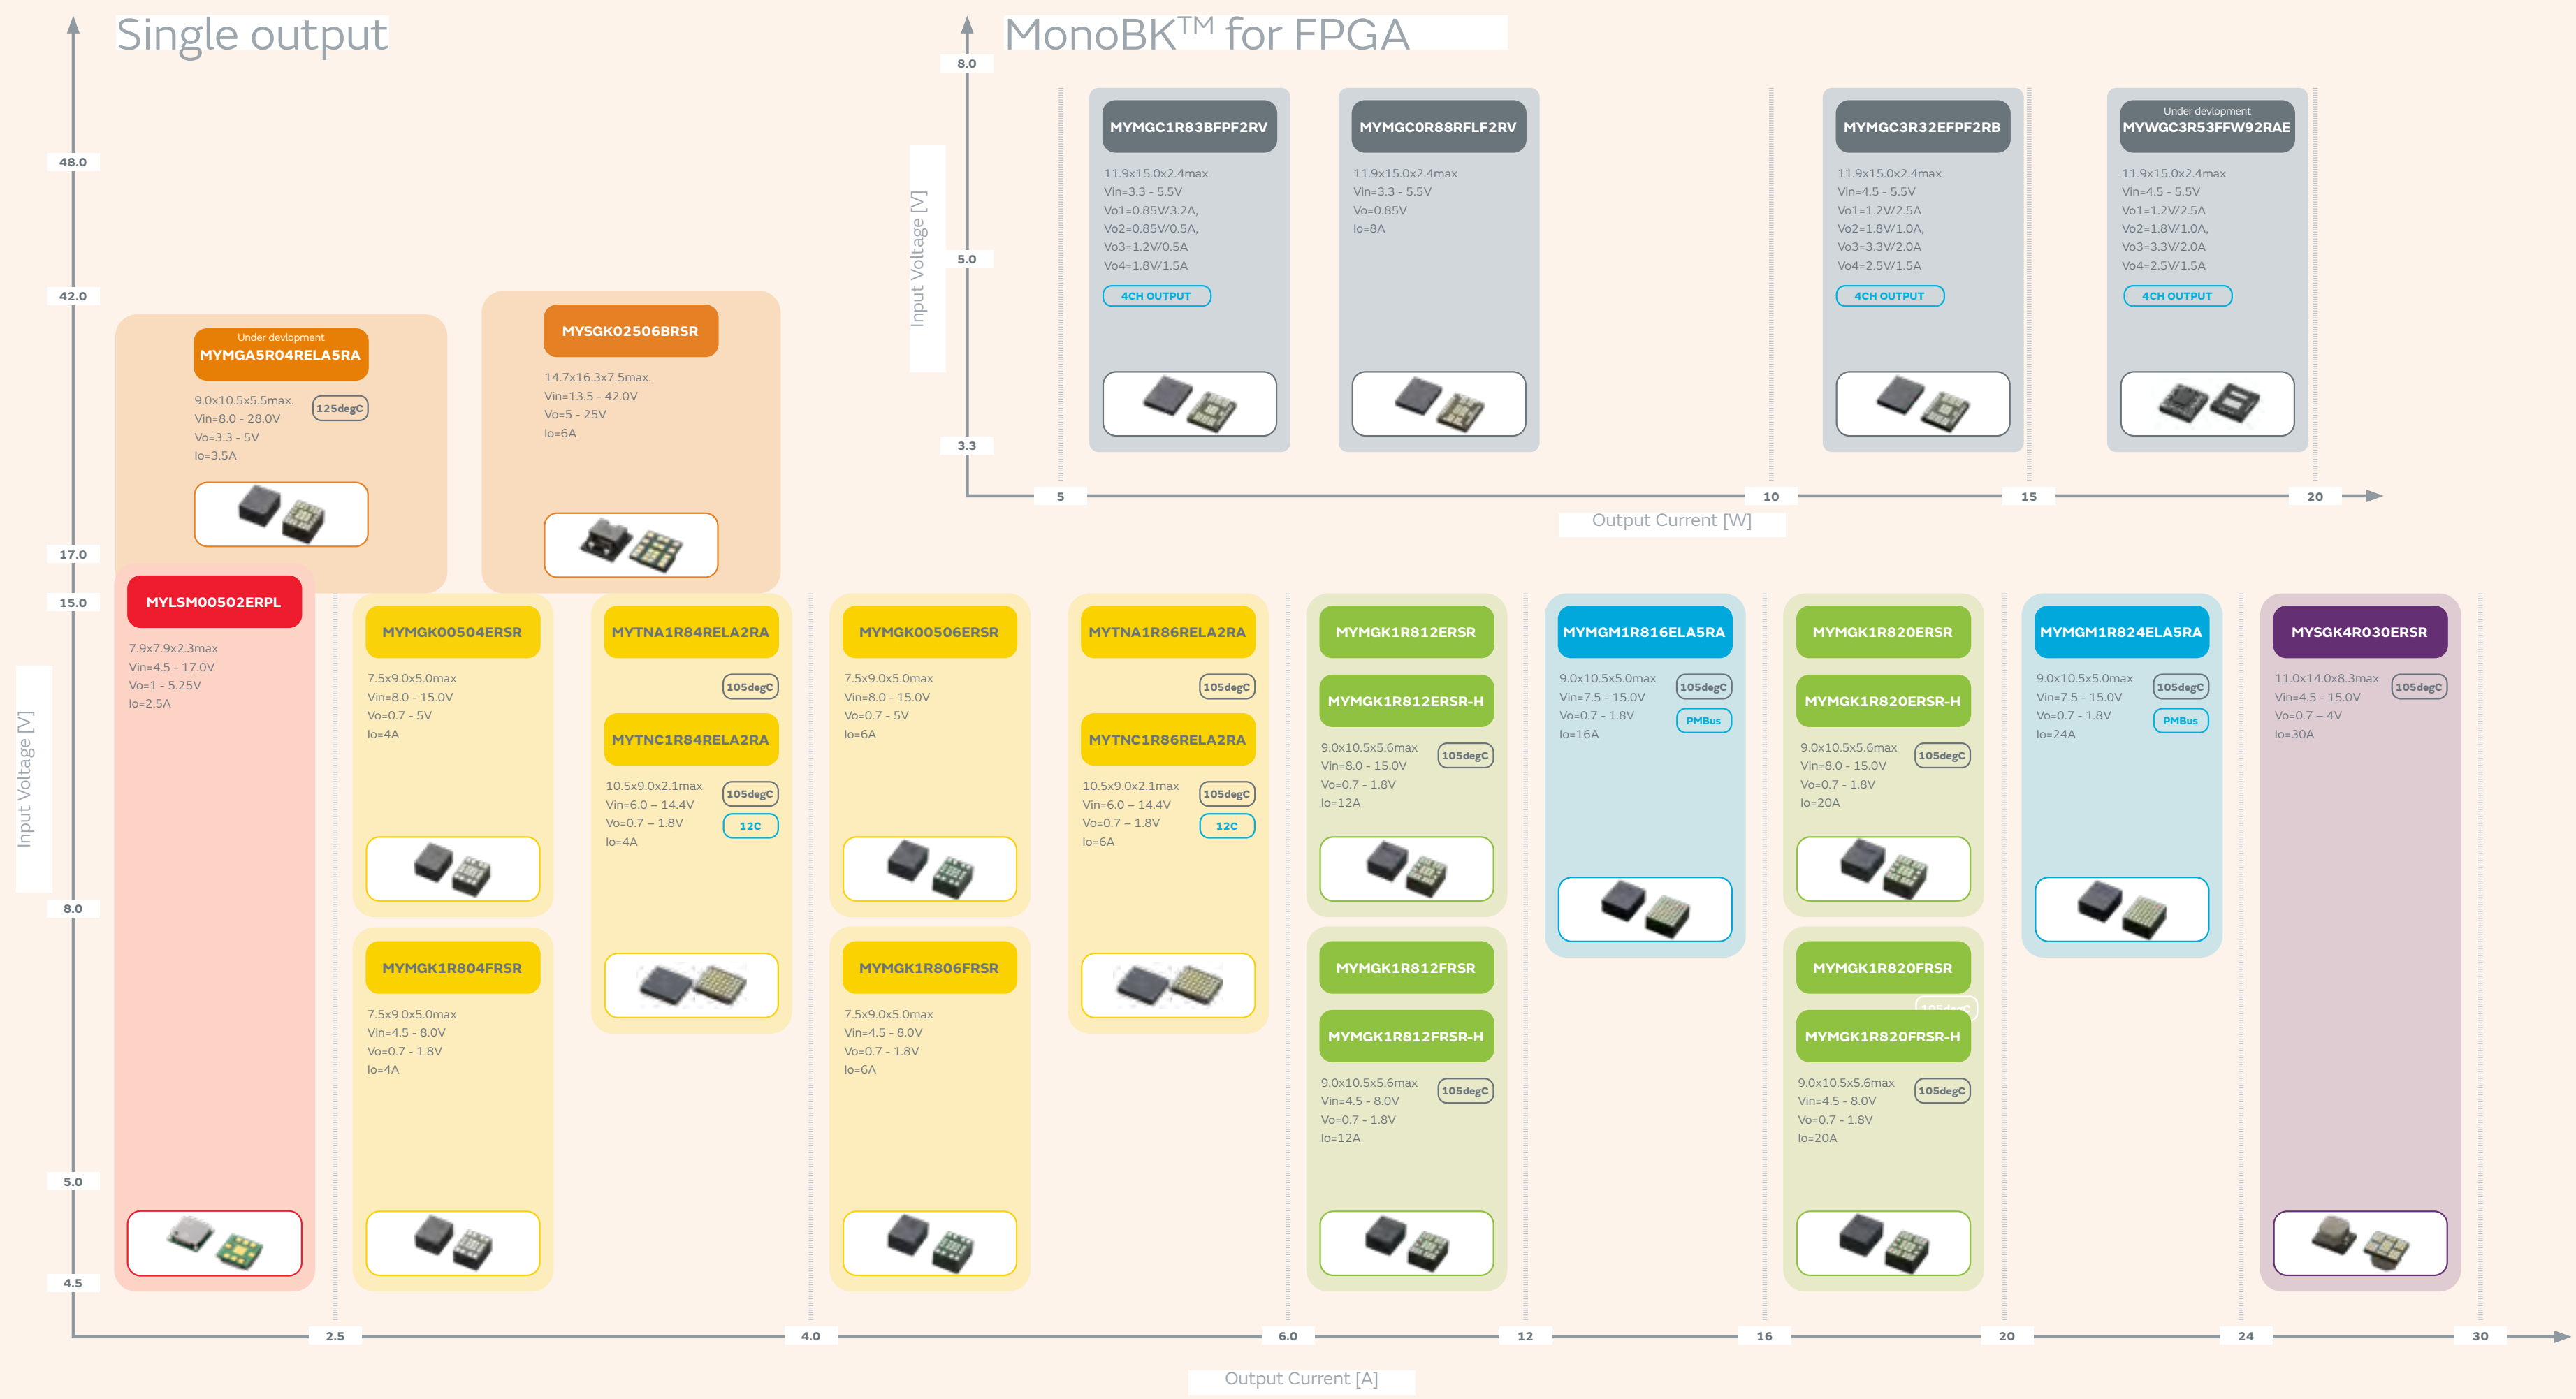 Single output
48.0
42.0
17.0
15.0
8.0
5.0
4.5
Input Voltage [V]
Under devlopment
MYMGA5R04RELA5RA
9.0x10.5x5.5max.
125degC
Vin=8.0 - 28.0V
Vo=3.3 - 5V
Io=3.5A
MYSGK02506BRSR
14.7x16.3x7.5max.
Vin=13.5 - 42.0V
Vo=5 - 25V
Io=6A
MonoBK™ for FPGA
8.0
5.0
3.3
Input Voltage [V]
MYMGC1R83BFPF2RV
11.9x15.0x2.4max
Vin=3.3 - 5.5V
Vo1=0.85V/3.2A,
Vo2=0.85V/0.5A,
Vo3=1.2V/0.5A
Vo4=1.8V/1.5A
4CH OUTPUT
MYMGC0R88RFLF2RV
11.9x15.0x2.4max
Vin=3.3 - 5.5V
Vo=0.85V
Io=8A
MYMGC3R32EFPF2RB
11.9x15.0x2.4max
Vin=4.5 - 5.5V
Vo1=1.2V/2.5A
Vo2=1.8V/1.0A,
Vo3=3.3V/2.0A
Vo4=2.5V/1.5A
4CH OUTPUT
Under devlopment
MYWGC3R53FFW92RAE
11.9x15.0x2.4max
Vin=4.5 - 5.5V
Vo1=1.2V/2.5A
Vo2=1.8V/1.0A,
Vo3=3.3V/2.0A
Vo4=2.5V/1.5A
4CH OUTPUT
5
10
15
20
Output Current [W]
MYLSM00502ERPL
7.9x7.9x2.3max
Vin=4.5 - 17.0V
Vo=1 - 5.25V
Io=2.5A
MYMGK00504ERSR
7.5x9.0x5.0max
Vin=8.0 - 15.0V
Vo=0.7 - 5V
Io=4A
MYMGK1R804FRSR
7.5x9.0x5.0max
Vin=4.5 - 8.0V
Vo=0.7 - 1.8V
Io=4A
MYTNA1R84RELA2RA
105degC
MYTNC1R84RELA2RA
10.5x9.0x2.1max
105degC
Vin=6.0 – 14.4V
Vo=0.7 – 1.8V
12C
Io=4A
MYMGK00506ERSR
7.5x9.0x5.0max
Vin=8.0 - 15.0V
Vo=0.7 - 5V
Io=6A
MYMGK1R806FRSR
7.5x9.0x5.0max
Vin=4.5 - 8.0V
Vo=0.7 - 1.8V
Io=6A
MYTNA1R86RELA2RA
105degC
MYTNC1R86RELA2RA
10.5x9.0x2.1max
105degC
Vin=6.0 – 14.4V
Vo=0.7 – 1.8V
12C
Io=6A
MYMGK1R812ERSR
MYMGK1R812ERSR-H
9.0x10.5x5.6max
105degC
Vin=8.0 - 15.0V
Vo=0.7 - 1.8V
Io=12A
MYMGK1R812FRSR
MYMGK1R812FRSR-H
9.0x10.5x5.6max
105degC
Vin=4.5 - 8.0V
Vo=0.7 - 1.8V
Io=12A
MYMGM1R816ELA5RA
9.0x10.5x5.0max
105degC
Vin=7.5 - 15.0V
Vo=0.7 - 1.8V
PMBus
Io=16A
MYMGK1R820ERSR
MYMGK1R820ERSR-H
9.0x10.5x5.6max
105degC
Vin=8.0 - 15.0V
Vo=0.7 - 1.8V
Io=20A
MYMGK1R820FRSR
105degC
MYMGK1R820FRSR-H
9.0x10.5x5.6max
105degC
Vin=4.5 - 8.0V
Vo=0.7 - 1.8V
Io=20A
MYMGM1R824ELA5RA
9.0x10.5x5.0max
105degC
Vin=7.5 - 15.0V
Vo=0.7 - 1.8V
PMBus
Io=24A
MYSGK4R030ERSR
11.0x14.0x8.3max
105degC
Vin=4.5 - 15.0V
Vo=0.7 – 4V
Io=30A
2.5
4.0
6.0
12
16
20
24
30
Output Current [A]